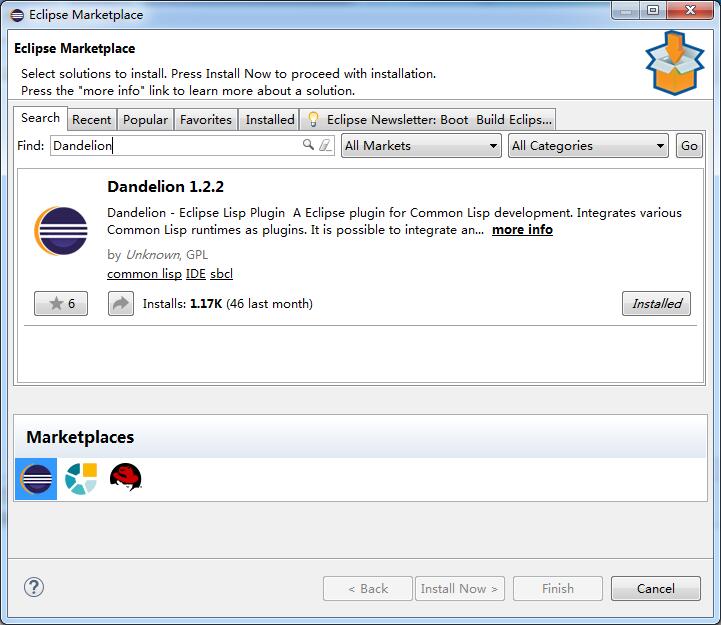 Eclipse Marketplace
Eclipse Marketplace
Select solutions to install. Press Install Now to proceed with installation.
Press the "more info" link to learn more about a solution.
Search Recent Popular Favorites Installed Eclipse Newsletter: Boot Build Eclips...
Find: Dandelion All Markets All Categories Go
Dandelion 1.2.2
Dandelion - Eclipse Lisp Plugin A Eclipse plugin for Common Lisp development. Integrates various
Common Lisp runtimes as plugins. It is possible to integrate an... more info
by Unknown, GPL
common lisp IDE sbcl
6 Installs: 1.17K (46 last month) Installed
Marketplaces
? < Back Install Now > Finish Cancel